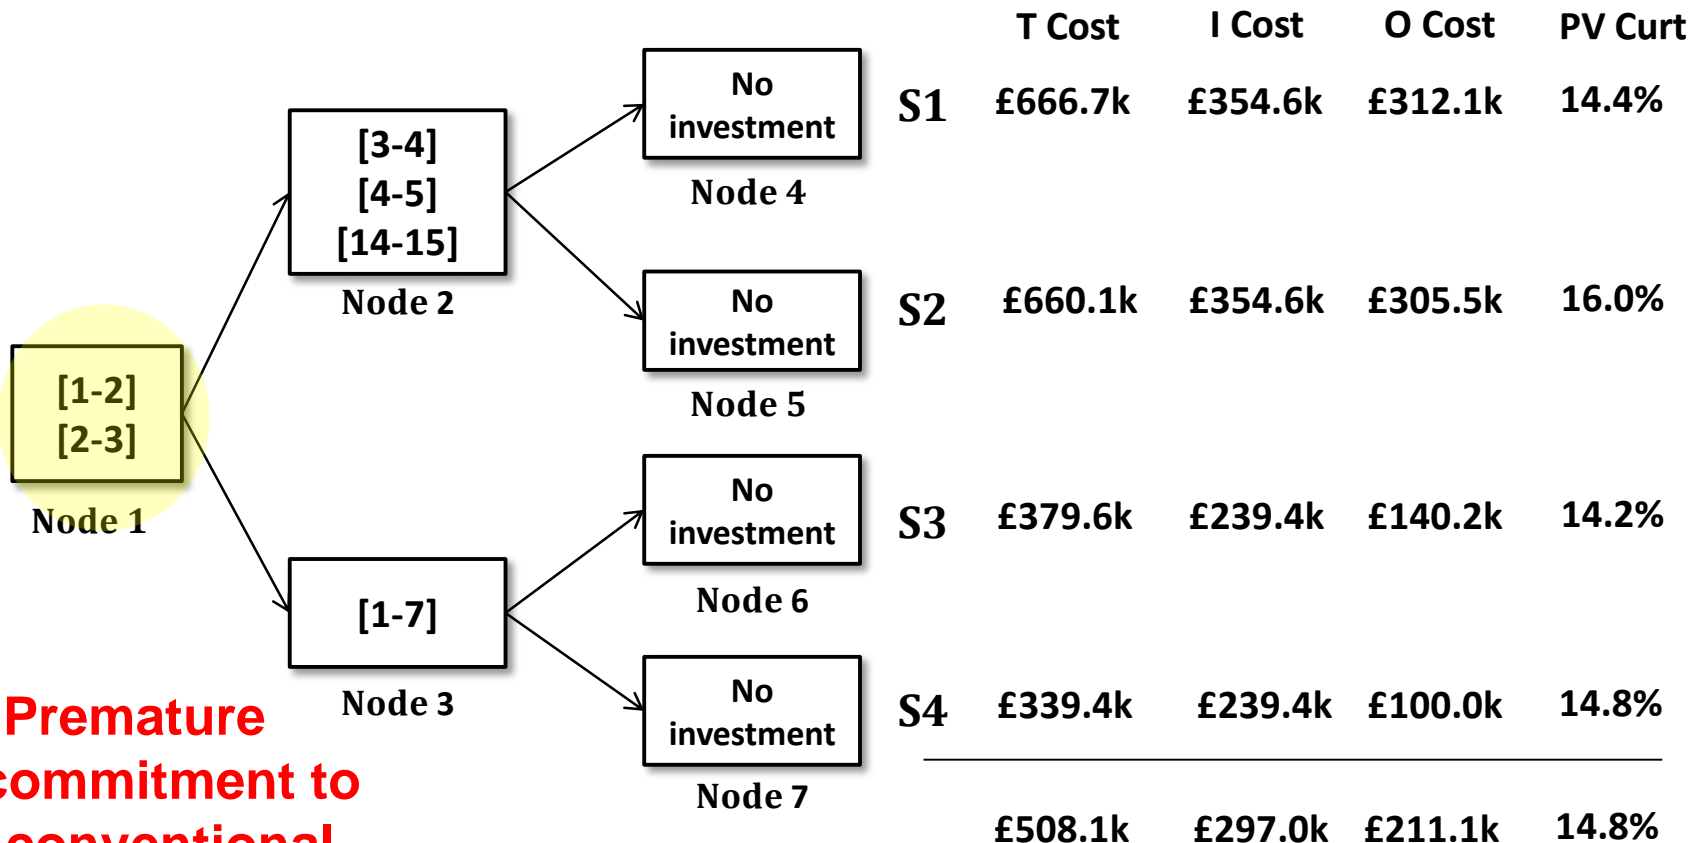 T Cost I Cost O Cost PV Curt
No
investment
Node 4
S1 £666.7k £354.6k £312.1k 14.4%
[3-4]
[4-5]
[14-15]
Node 2
No
investment
Node 5
S2 £660.1k £354.6k £305.5k 16.0%
[1-2]
[2-3]
Node 1
No
investment
Node 6
S3 £379.6k £239.4k £140.2k 14.2%
[1-7]
Node 3
No
investment
Node 7
S4 £339.4k £239.4k £100.0k 14.8%
£508.1k £297.0k £211.1k 14.8%
Premature
commitment to
conventional